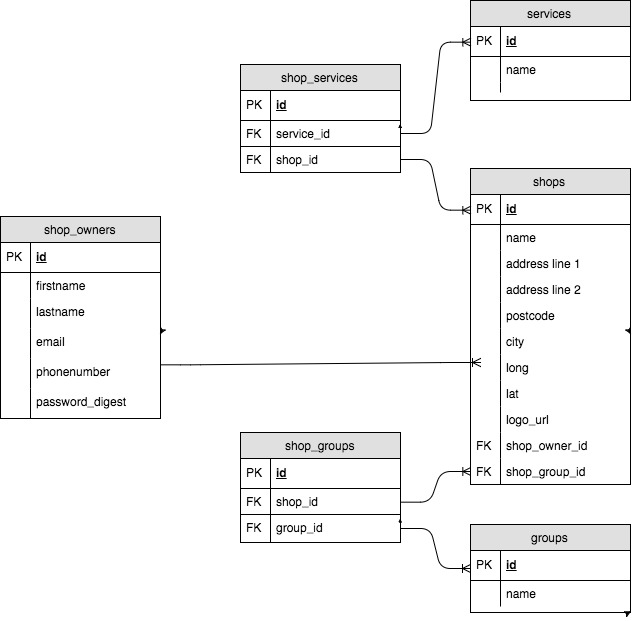 services
PK id
name
shop_services
PK id
FK service_id
FK shop_id
shops
PK id
name
address line 1
address line 2
postcode
city
long
lat
logo_url
FK shop_owner_id
FK shop_group_id
shop_owners
PK id
firstname
lastname
email
phonenumber
password_digest
shop_groups
PK id
FK shop_id
FK group_id
groups
PK id
name